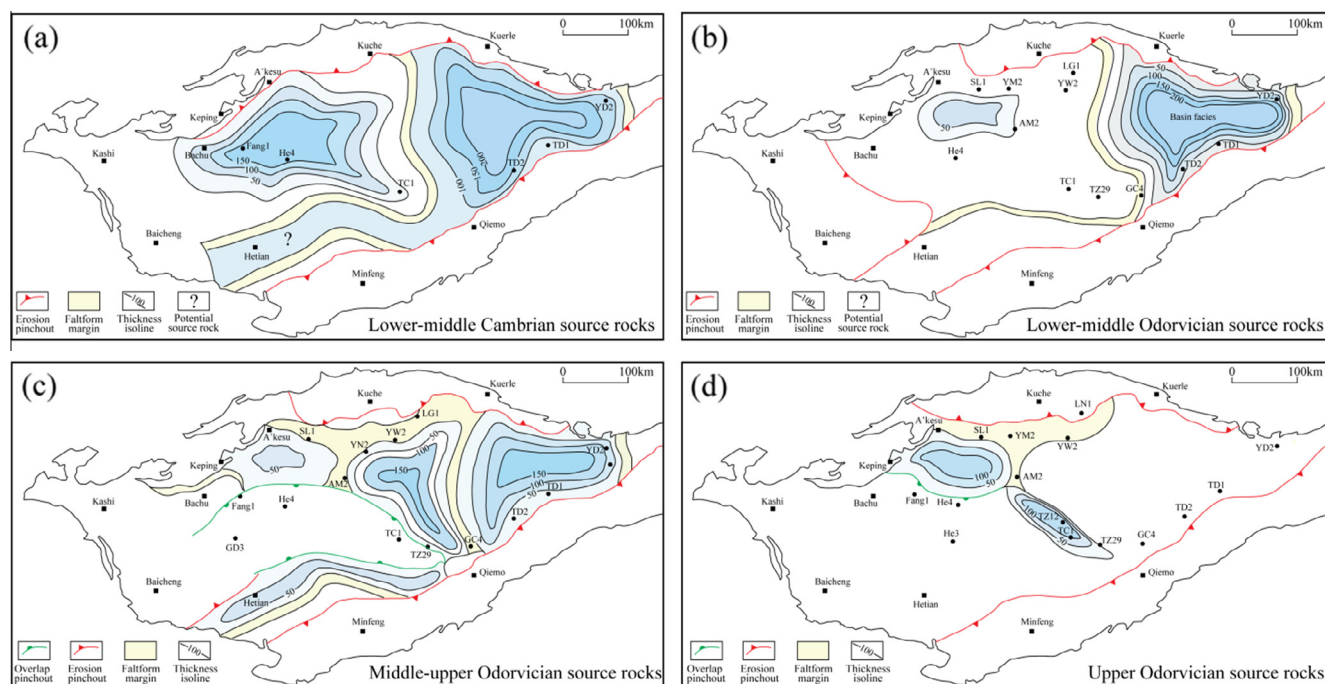 (a)
0 100km
Kuche
Kuerle
A'kesu
Keping
YD2
Bachu
Fang1
He4
TD1
Kashi
150
100
50
200
150
100
TD2
TC1
Qiemo
Baicheng
?
Hetian
Minfeng
100
?
Erosion pinchout
Faltform margin
Thickness isoline
Potential source rock
Lower-middle Cambrian source rocks
(b)
0 100km
Kuche
Kuerle
LG1
A'kesu
SL1
YM2
YW2
50
100
150
200
YD2
Keping
50
AM2
Basin facies
Bachu
TD1
Kashi
He4
TD2
TC1
TZ29
GC4
Qiemo
Baicheng
Hetian
Minfeng
100
?
Erosion pinchout
Faltform margin
Thickness isoline
Potential source rock
Lower-middle Odorvician source rocks
(c)
0 100km
Kuche
Kuerle
LG1
A'kesu
SL1
YN2
YW2
50
100
150
YD2
Keping
50
AM2
150
100
50
TD1
Bachu
Fang1
He4
Kashi
TD2
GD3
TC1
TZ29
GC4
Qiemo
Baicheng
50
Hetian
Minfeng
100
Overlap pinchout
Erosion pinchout
Faltform margin
Thickness isoline
Middle-upper Odorvician source rocks
(d)
0 100km
Kuche
Kuerle
LN1
A'kesu
SL1
YM2
YW2
YD2
Keping
100
50
AM2
Bachu
Fang1
He4
TD1
Kashi
100
TZ12
TD2
He3
TC1
50
TZ29
GC4
Qiemo
Baicheng
Hetian
Minfeng
100
Overlap pinchout
Erosion pinchout
Faltform margin
Thickness isoline
Upper Odorvician source rocks